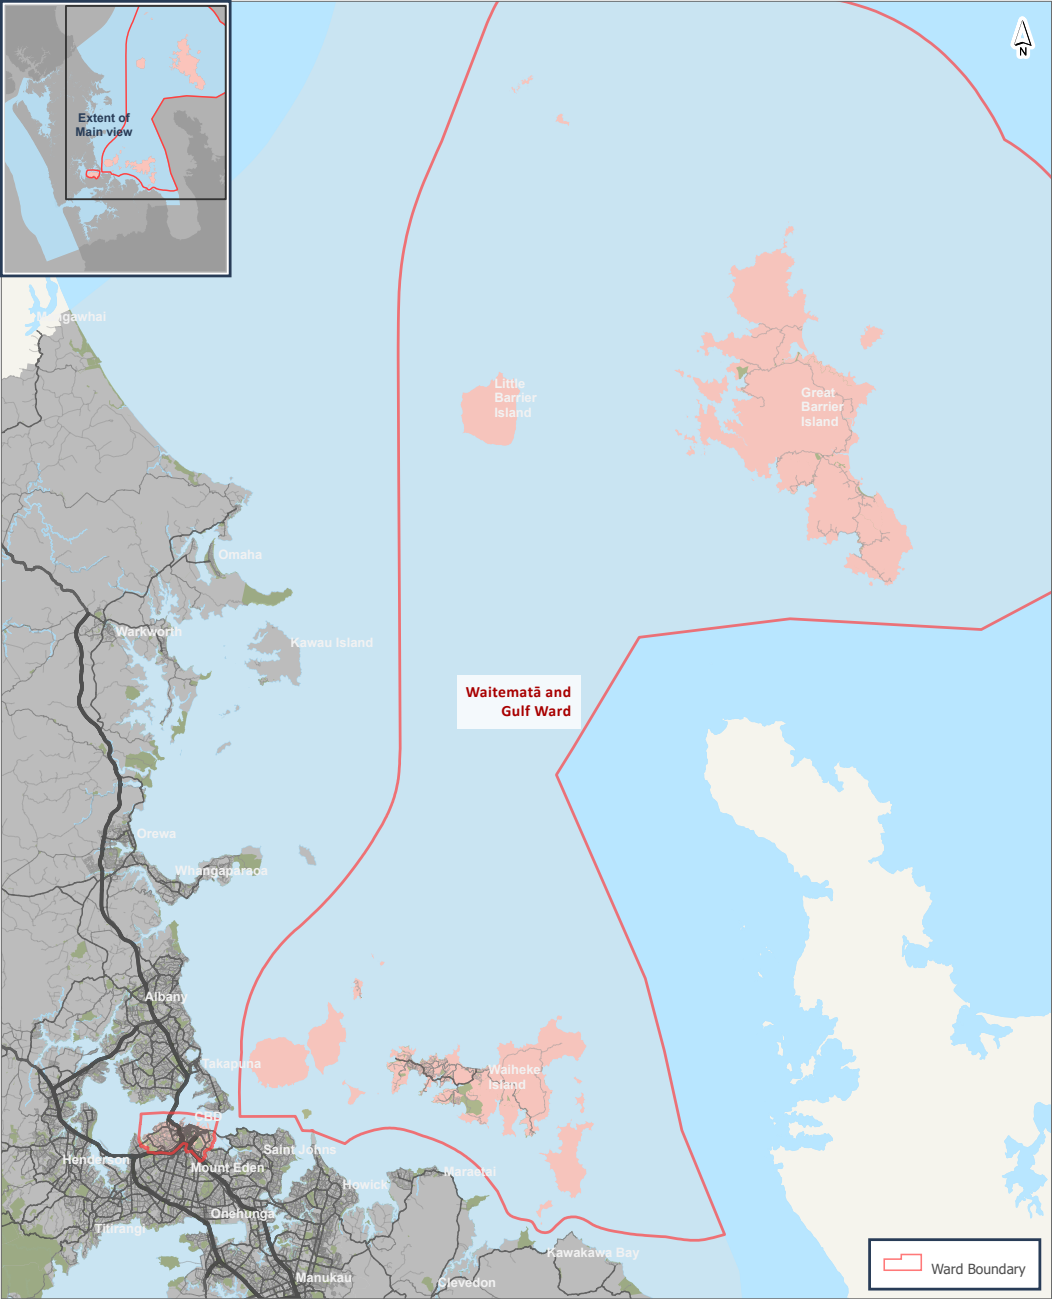 Extent of
Main view
N
Mangawhai
Little
Barrier
Island
Great
Barrier
Island
Omaha
Warkworth
Kawau Island
Waitematā and
Gulf Ward
Orewa
Whangaparaoa
Albany
Takapuna
Waiheke
Island
CBD
Saint Johns
Henderson
Mount Eden
Maraetai
Howick
Onehunga
Titirangi
Kawakawa Bay
Manukau
Clevedon
Ward Boundary